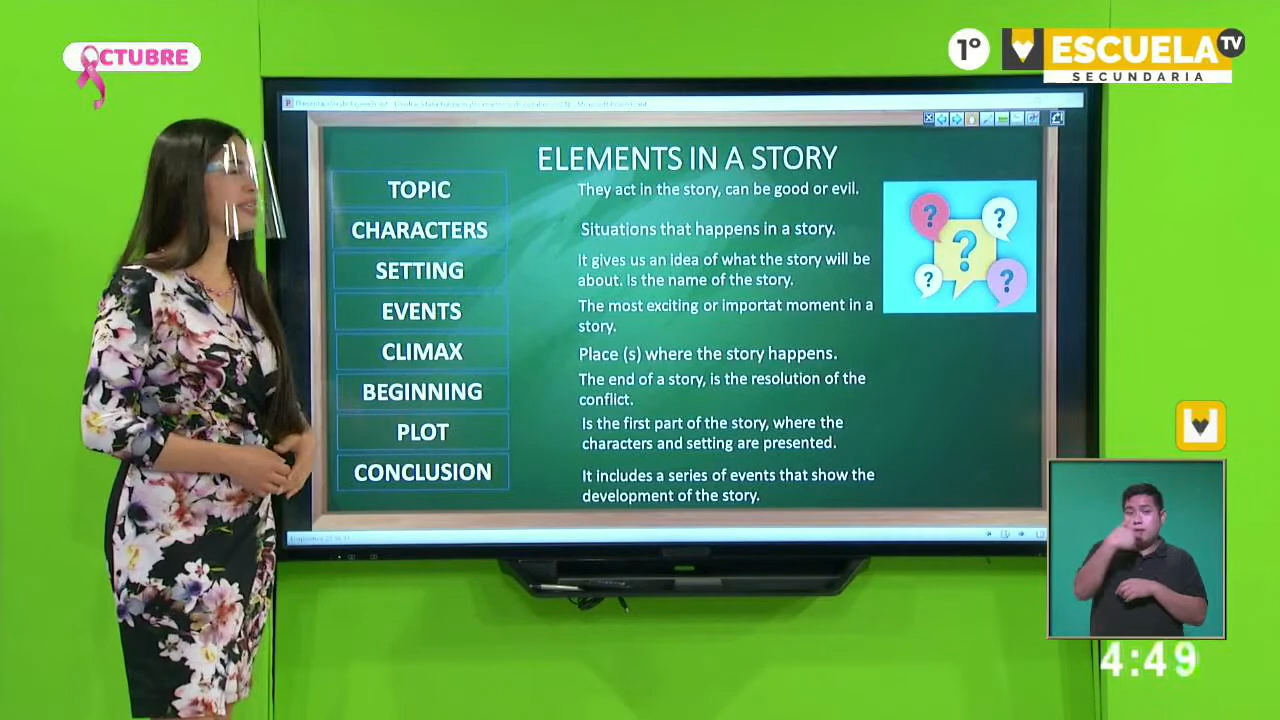 OCTUBRE
1º
ESCUELA TV
SECUNDARIA
ELEMENTS IN A STORY
TOPIC
They act in the story, can be good or evil.
CHARACTERS
Situations that happens in a story.
SETTING
It gives us an idea of what the story will be
about. Is the name of the story.
EVENTS
The most exciting or importat moment in a
story.
CLIMAX
Place (s) where the story happens.
BEGINNING
The end of a story, is the resolution of the
conflict.
PLOT
Is the first part of the story, where the
characters and setting are presented.
CONCLUSION
It includes a series of events that show the
development of the story.
? ? ? ? ?
4:49